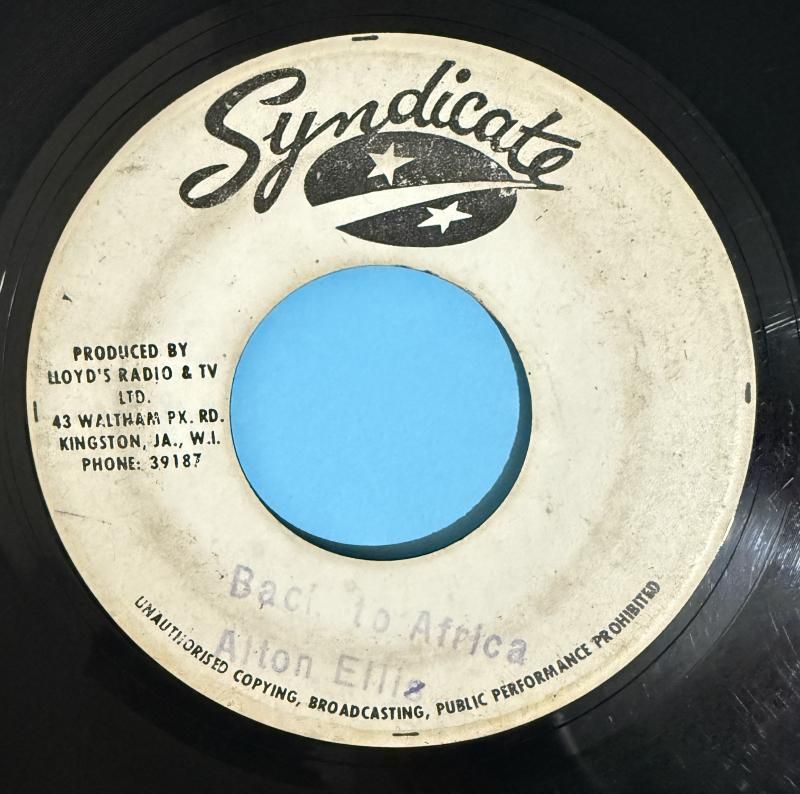 Syndicate
PRODUCED BY
LLOYD'S RADIO & TV
LTD.
43 WALTHAM PK. RD.
KINGSTON, JA., W.I.
PHONE: 39187
Back to Africa
Alton Ellis
UNAUTHORISED COPYING, BROADCASTING, PUBLIC PERFORMANCE PROHIBITED